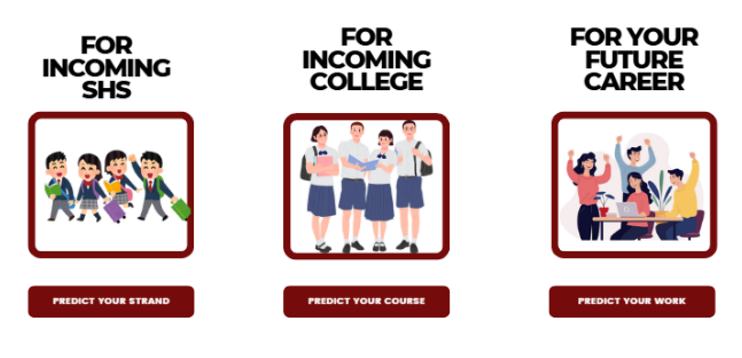 FOR
INCOMING
SHS
PREDICT YOUR STRAND
FOR
INCOMING
COLLEGE
PREDICT YOUR COURSE
FOR YOUR
FUTURE
CAREER
PREDICT YOUR WORK